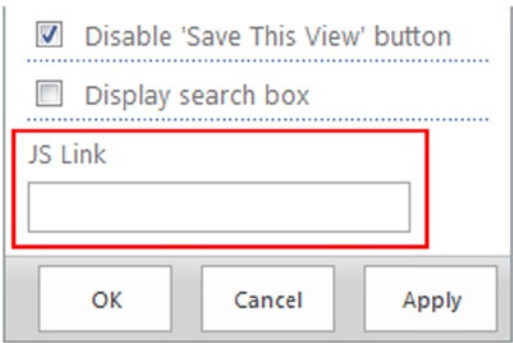 Disable 'Save This View' button
Display search box
JS Link
OK Cancel Apply